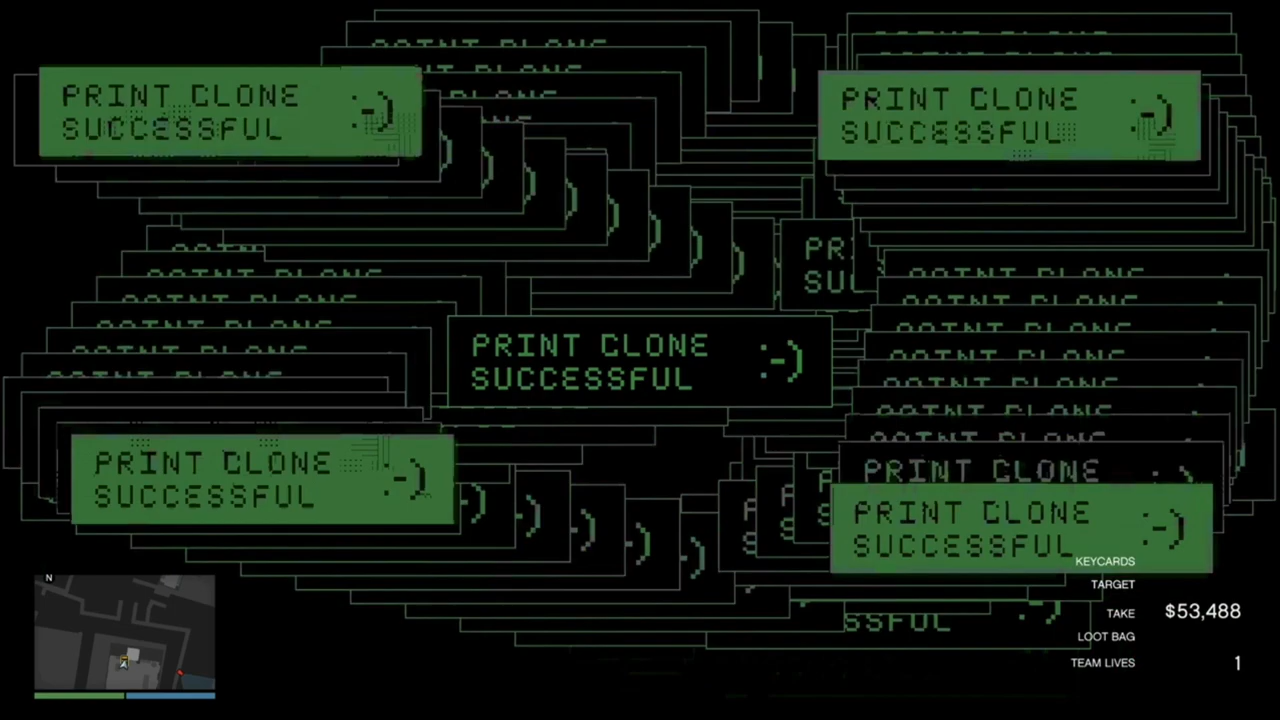 PRINT CLONE
SUCCESSFUL :-)
PRINT CLONE
SUCCESSFUL :-)
PRINT CLONE
SUCCESSFUL :-)
PRINT CLONE
SUCCESSFUL :-)
PRINT CLONE
PRINT CLONE
SUCCESSFUL :-)
SSFUL :-)
N
KEYCARDS
TARGET
TAKE $53,488
LOOT BAG
TEAM LIVES 1